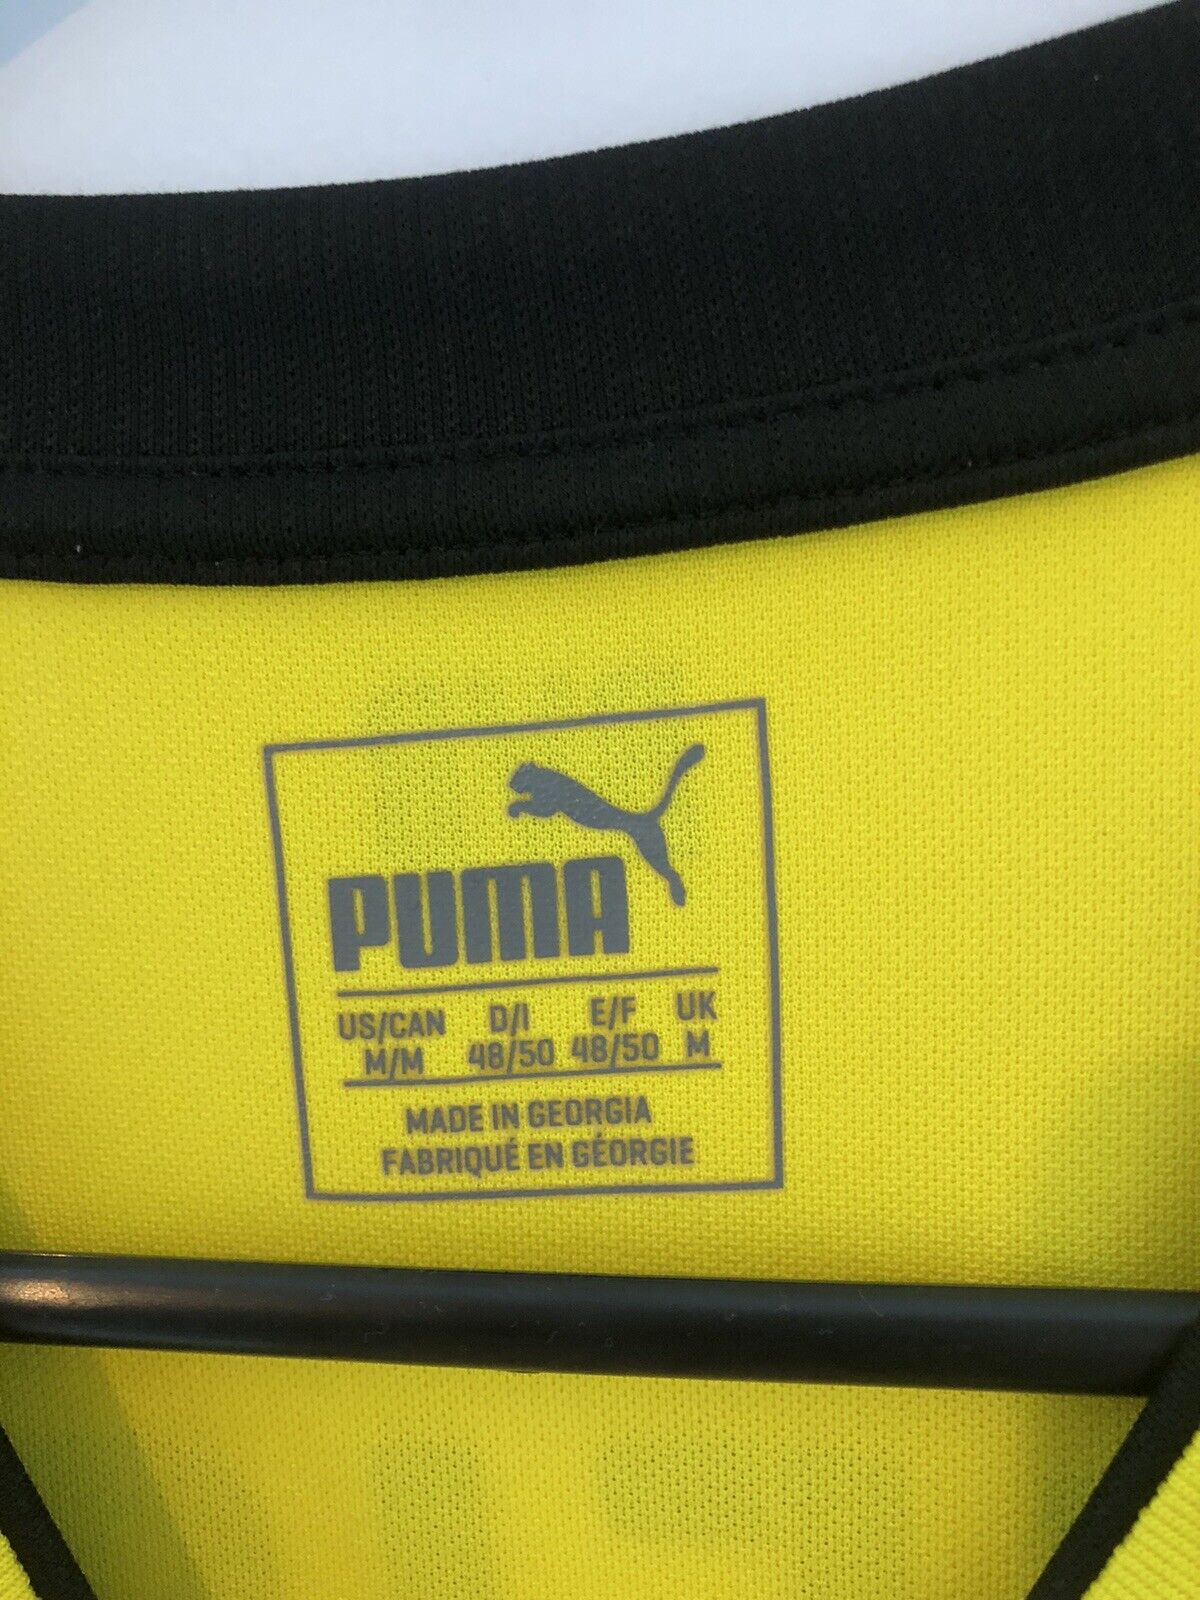 PUMA
US/CAN D/I E/F UK
M/M 48/50 48/50 M
MADE IN GEORGIA
FABRIQUÉ EN GÉORGIE